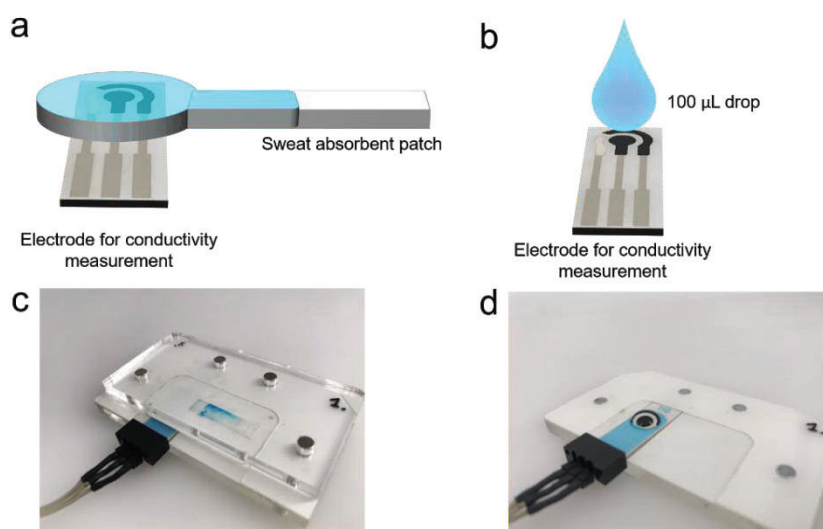 a
b
100 µL drop
Sweat absorbent patch
Electrode for conductivity
measurement
Electrode for conductivity
measurement
c
d